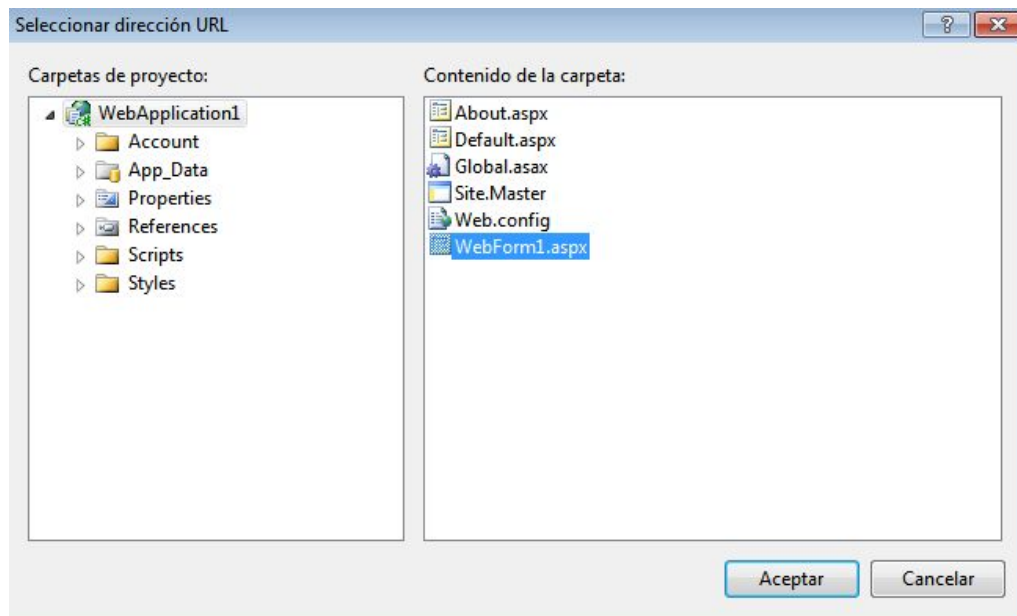 Seleccionar dirección URL
Carpetas de proyecto:
WebApplication1
Account
App_Data
Properties
References
Scripts
Styles
Contenido de la carpeta:
About.aspx
Default.aspx
Global.asax
Site.Master
Web.config
WebForm1.aspx
Aceptar
Cancelar